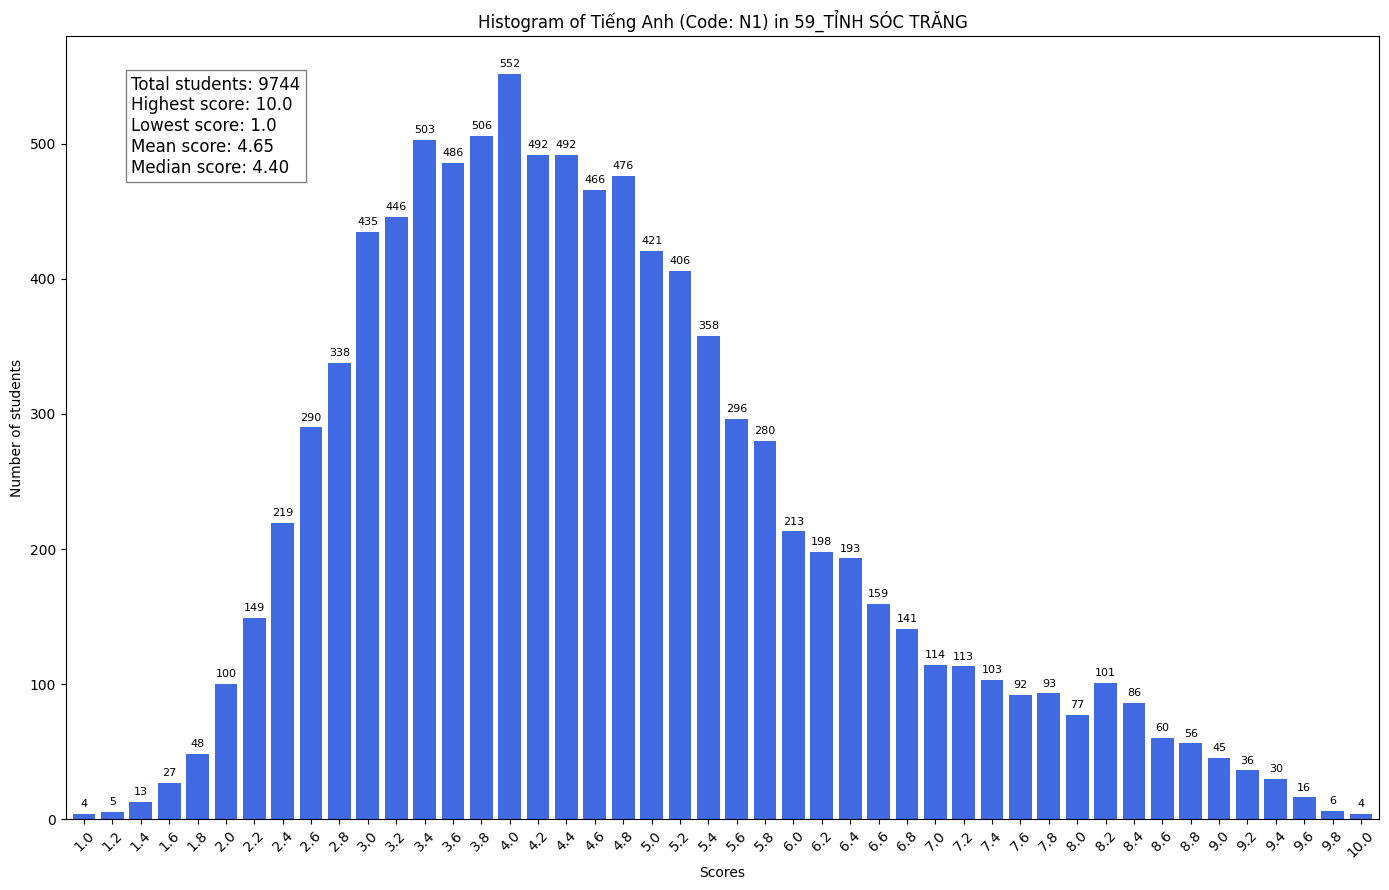 Histogram of Tiếng Anh (Code: N1) in 59_TỈNH SÓC TRĂNG
Total students: 9744
Highest score: 10.0
Lowest score: 1.0
Mean score: 4.65
Median score: 4.40
Number of students
500
400
300
200
100
0
4 5 13 27 48 100 149 219 290 338 435 446 503 486 506 552 492 492 466 476 421 406 358 296 280 213 198 193 159 141 114 113 103 92 93 77 101 86 60 56 45 36 30 16 6 4
1.0 1.2 1.4 1.6 1.8 2.0 2.2 2.4 2.6 2.8 3.0 3.2 3.4 3.6 3.8 4.0 4.2 4.4 4.6 4.8 5.0 5.2 5.4 5.6 5.8 6.0 6.2 6.4 6.6 6.8 7.0 7.2 7.4 7.6 7.8 8.0 8.2 8.4 8.6 8.8 9.0 9.2 9.4 9.6 9.8 10.0
Scores